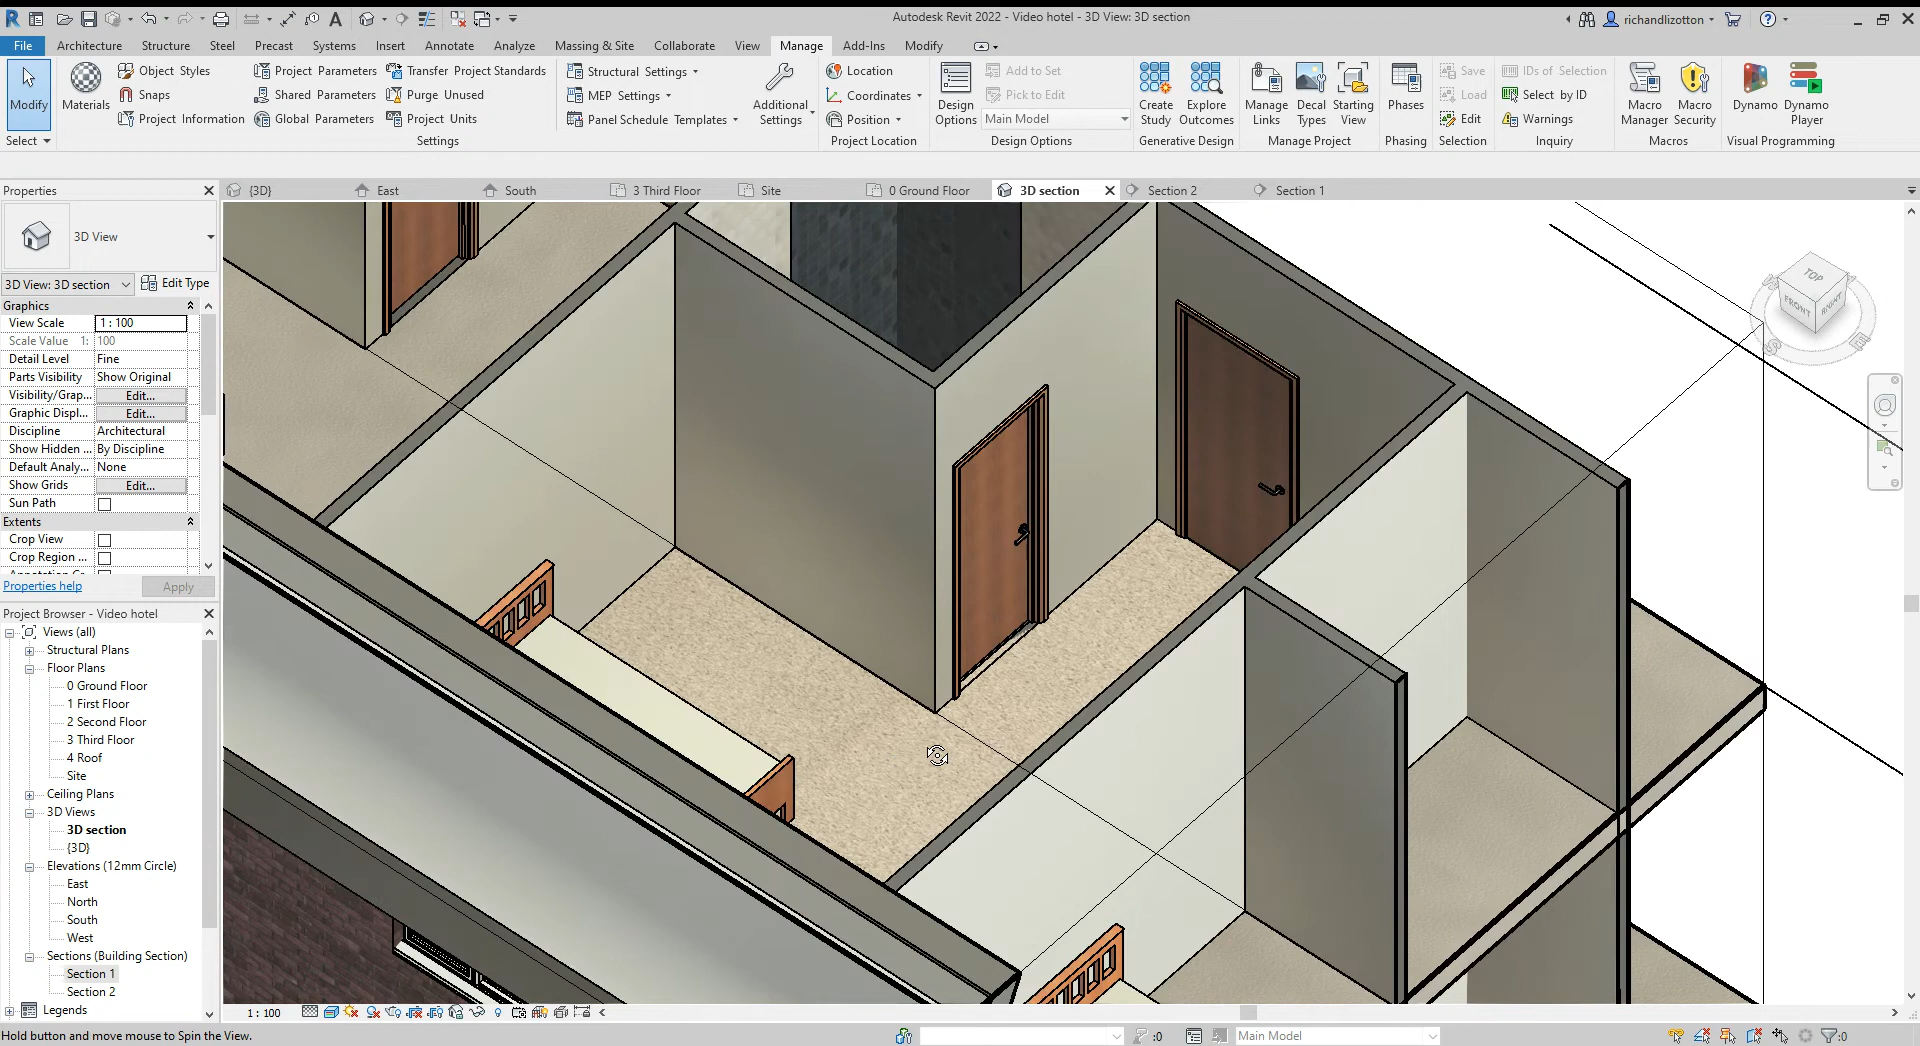 Autodesk Revit 2022 - Video hotel - 3D View: 3D section
richandlizotton
File Architecture Structure Steel Precast Systems Insert Annotate Analyze Massing & Site Collaborate View Manage Add-Ins Modify
Modify
Select
Materials
Object Styles
Snaps
Project Information
Project Parameters
Shared Parameters
Global Parameters
Transfer Project Standards
Purge Unused
Project Units
Structural Settings
MEP Settings
Panel Schedule Templates
Additional Settings
Settings
Location
Coordinates
Position
Project Location
Design Options
Add to Set
Pick to Edit
Main Model
Design Options
Create Study
Explore Outcomes
Generative Design
Manage Links
Decal Types
Starting View
Manage Project
Phases
Phasing
Save
Load
Edit
Selection
IDs of Selection
Select by ID
Warnings
Inquiry
Macro Manager
Macro Security
Macros
Dynamo
Dynamo Player
Visual Programming
{3D} East South 3 Third Floor Site 0 Ground Floor 3D section Section 2 Section 1
Properties
3D View
3D View: 3D section Edit Type
Graphics
View Scale 1 : 100
Scale Value 1: 100
Detail Level Fine
Parts Visibility Show Original
Visibility/Grap... Edit...
Graphic Displ... Edit...
Discipline Architectural
Show Hidden ... By Discipline
Default Analy... None
Show Grids Edit...
Sun Path
Extents
Crop View
Crop Region ...
Properties help Apply
Project Browser - Video hotel
Views (all)
Structural Plans
Floor Plans
0 Ground Floor
1 First Floor
2 Second Floor
3 Third Floor
4 Roof
Site
Ceiling Plans
3D Views
3D section
{3D}
Elevations (12mm Circle)
East
North
South
West
Sections (Building Section)
Section 1
Section 2
Legends
TOP
FRONT
RIGHT
1 : 100
Hold button and move mouse to Spin the View.
:0
Main Model
:0